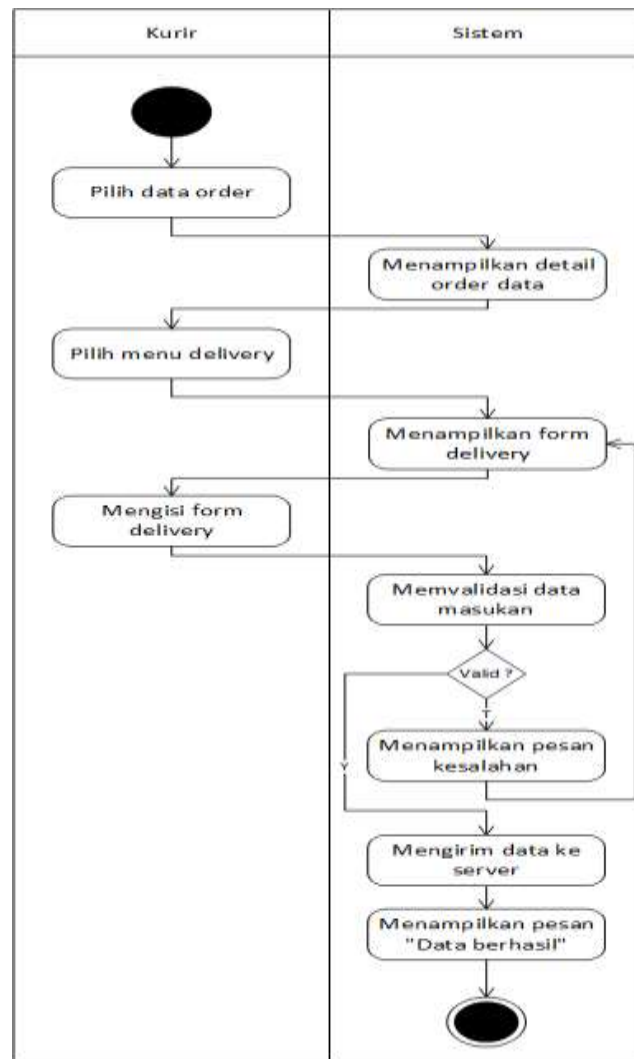 Kurir
Sistem
Pilih data order
Menampilkan detail
order data
Pilih menu delivery
Menampilkan form
delivery
Mengisi form
delivery
Memvalidasi data
masukan
Valid ?
T
Menampilkan pesan
kesalahan
Y
Mengirim data ke
server
Menampilkan pesan
"Data berhasil"